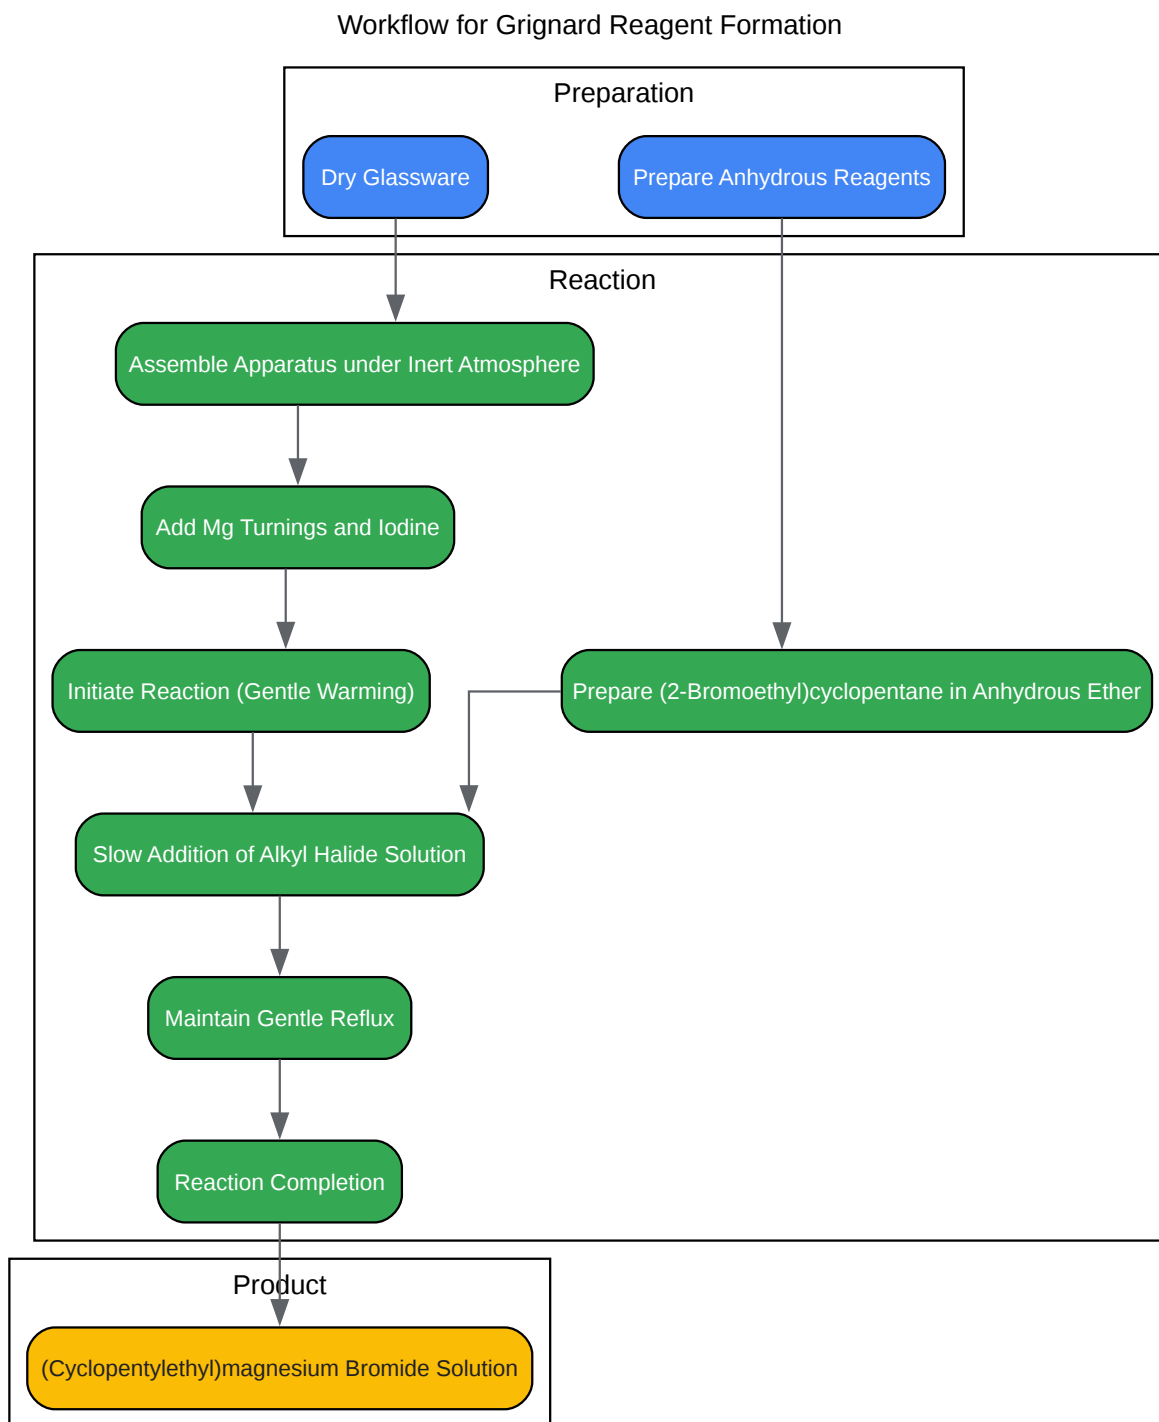 Workflow for Grignard Reagent Formation
Preparation
Dry Glassware
Prepare Anhydrous Reagents
Reaction
Assemble Apparatus under Inert Atmosphere
Add Mg Turnings and Iodine
Initiate Reaction (Gentle Warming)
Prepare (2-Bromoethyl)cyclopentane in Anhydrous Ether
Slow Addition of Alkyl Halide Solution
Maintain Gentle Reflux
Reaction Completion
Product
(Cyclopentylethyl)magnesium Bromide Solution